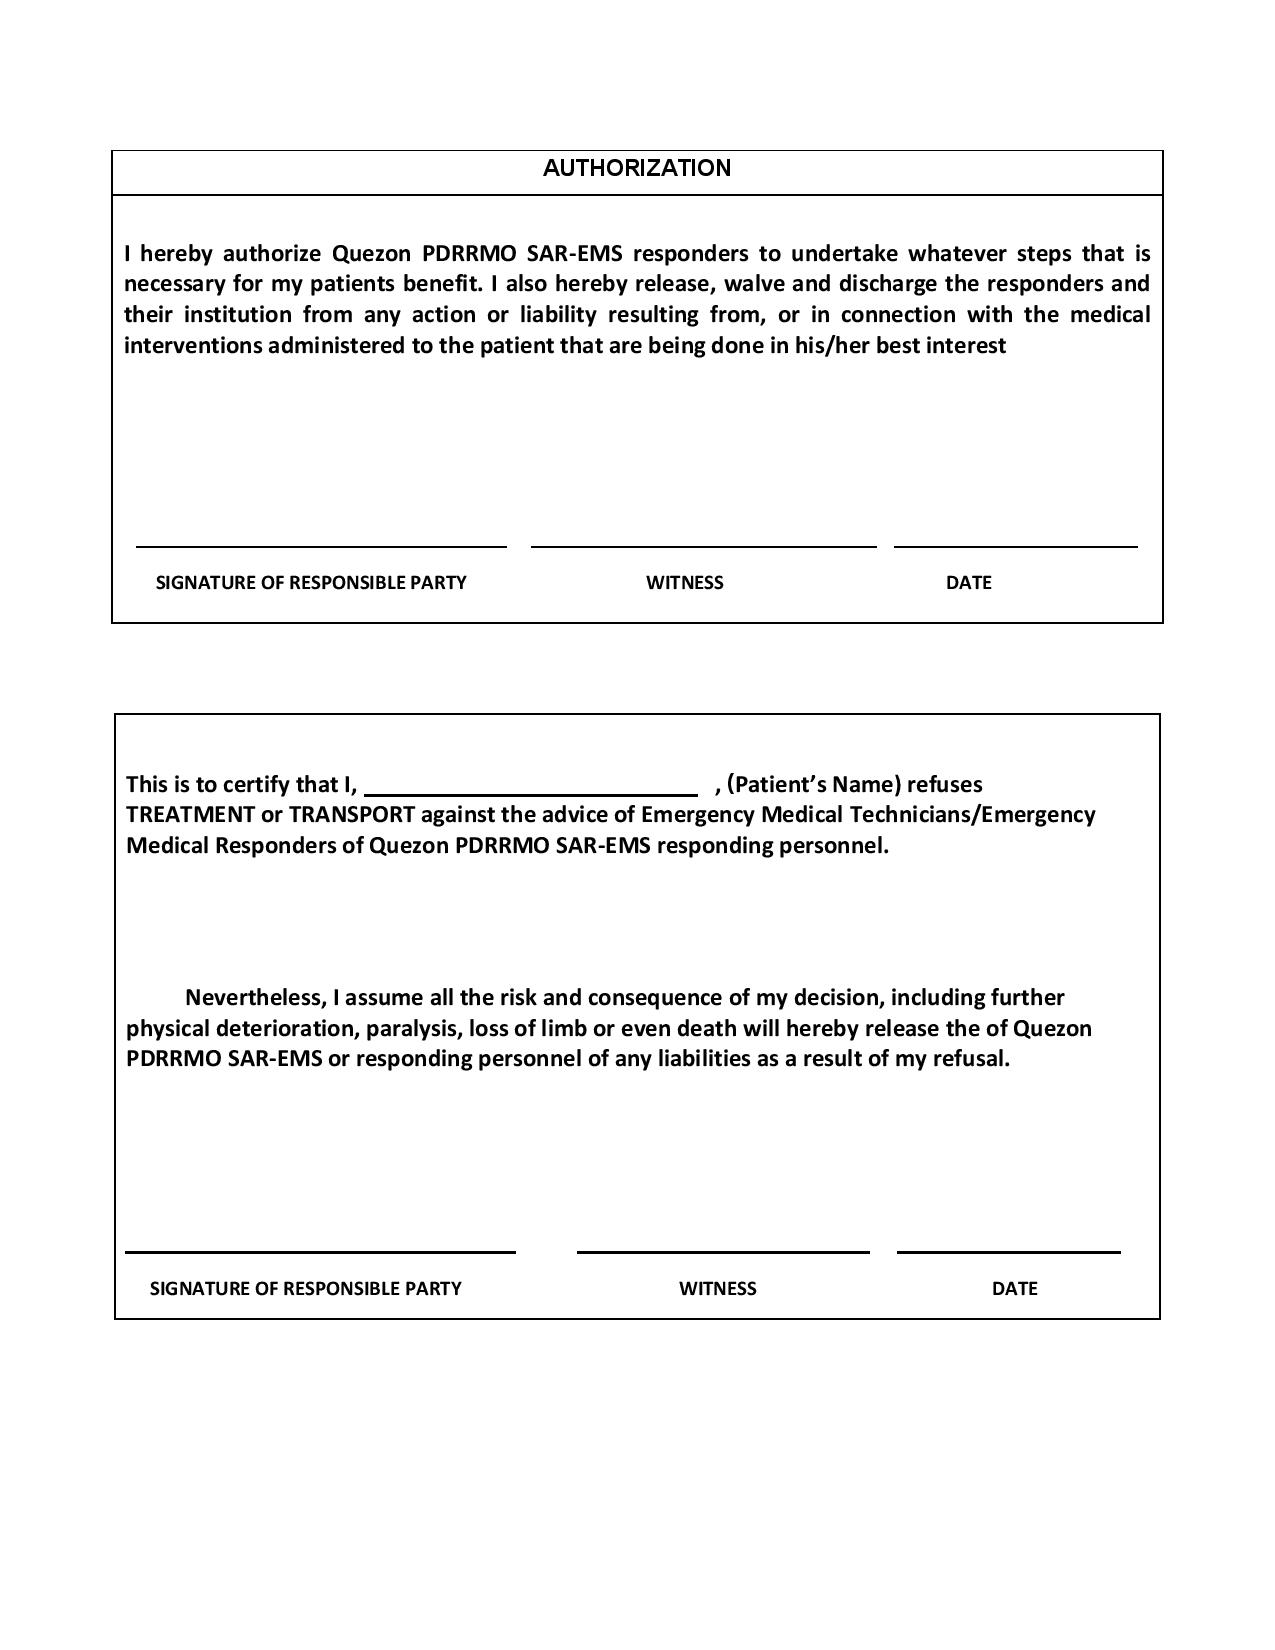 AUTHORIZATION
I hereby authorize Quezon PDRRMO SAR-EMS responders to undertake whatever steps that is
necessary for my patients benefit. I also hereby release, walve and discharge the responders and
their institution from any action or liability resulting from, or in connection with the medical
interventions administered to the patient that are being done in his/her best interest
SIGNATURE OF RESPONSIBLE PARTY WITNESS DATE
This is to certify that I, ____________________________ , (Patient’s Name) refuses
TREATMENT or TRANSPORT against the advice of Emergency Medical Technicians/Emergency
Medical Responders of Quezon PDRRMO SAR-EMS responding personnel.
Nevertheless, I assume all the risk and consequence of my decision, including further
physical deterioration, paralysis, loss of limb or even death will hereby release the of Quezon
PDRRMO SAR-EMS or responding personnel of any liabilities as a result of my refusal.
SIGNATURE OF RESPONSIBLE PARTY WITNESS DATE